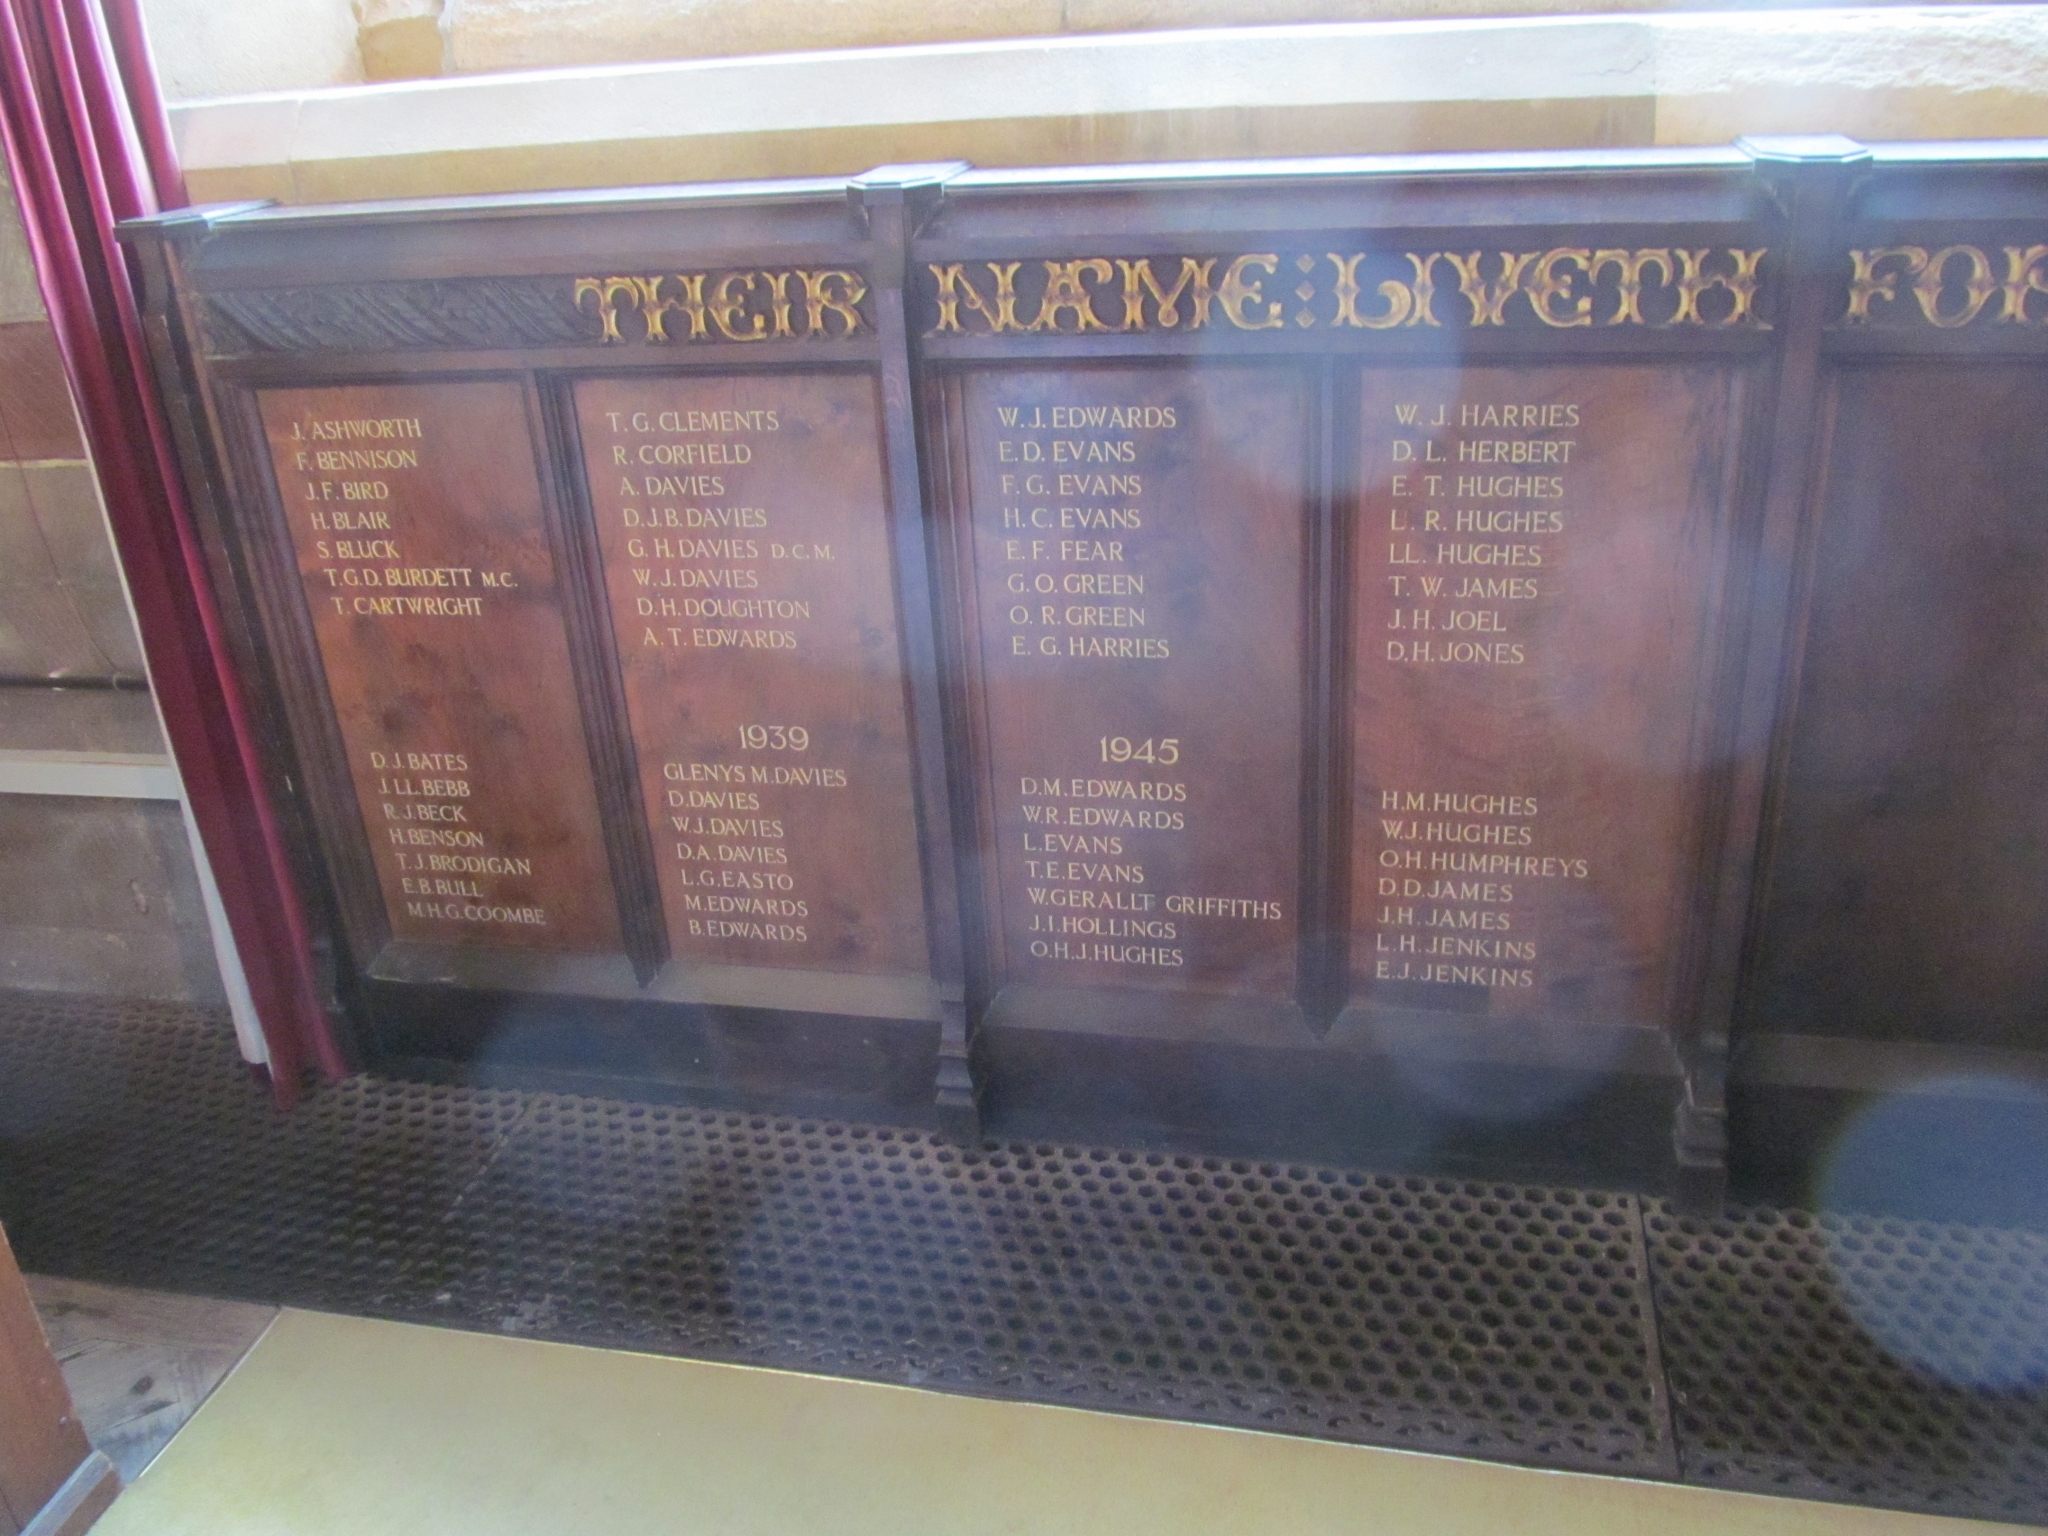 THEIR NAME : LIVETH FOR
J. ASHWORTH
F. BENNISON
J. F. BIRD
H. BLAIR
S. BLUCK
T. G. D. BURDETT M.C.
T. CARTWRIGHT
D. J. BATES
J. LL. BEBB
R. J. BECK
H. BENSON
T. J. BRODIGAN
E. B. BULL
M. H. G. COOMBE
T. G. CLEMENTS
R. CORFIELD
A. DAVIES
D. J. B. DAVIES
G. H. DAVIES D.C.M.
W. J. DAVIES
D. H. DOUGHTON
A. T. EDWARDS
1939
GLENYS M. DAVIES
D. DAVIES
W. J. DAVIES
D. A. DAVIES
L. G. EASTO
M. EDWARDS
B. EDWARDS
W. J. EDWARDS
E. D. EVANS
F. G. EVANS
H. C. EVANS
E. F. FEAR
G. O. GREEN
O. R. GREEN
E. G. HARRIES
1945
D. M. EDWARDS
W. R. EDWARDS
L. EVANS
T. E. EVANS
W. GERALLT GRIFFITHS
J. I. HOLLINGS
O. H. J. HUGHES
W. J. HARRIES
D. L. HERBERT
E. T. HUGHES
L. R. HUGHES
LL. HUGHES
T. W. JAMES
J. H. JOEL
D. H. JONES
H. M. HUGHES
W. J. HUGHES
O. H. HUMPHREYS
D. D. JAMES
J. H. JAMES
L. H. JENKINS
E. J. JENKINS